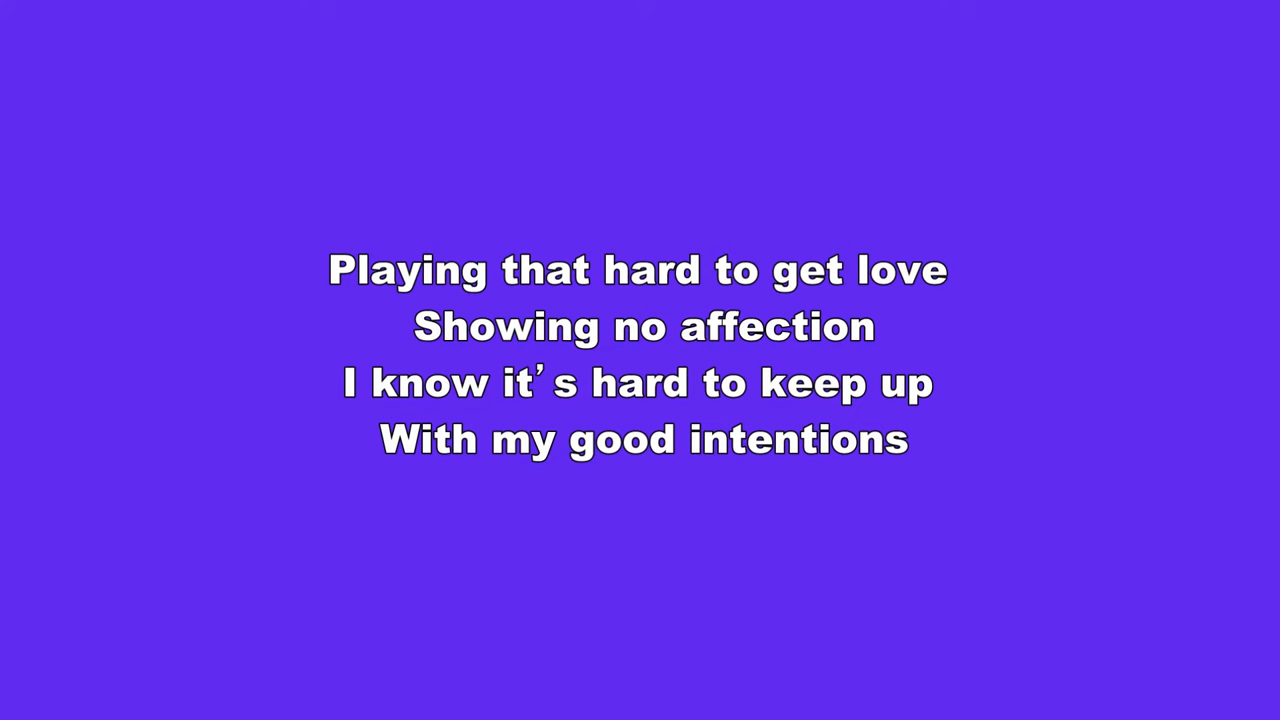 Playing that hard to get love
Showing no affection
I know it’s hard to keep up
With my good intentions